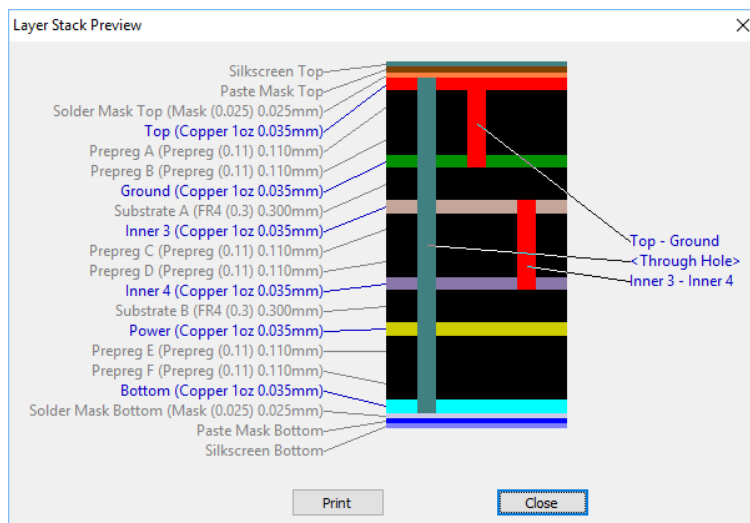 Layer Stack Preview
Silkscreen Top
Paste Mask Top
Solder Mask Top (Mask (0.025) 0.025mm)
Top (Copper 1oz 0.035mm)
Prepreg A (Prepreg (0.11) 0.110mm)
Prepreg B (Prepreg (0.11) 0.110mm)
Ground (Copper 1oz 0.035mm)
Substrate A (FR4 (0.3) 0.300mm)
Inner 3 (Copper 1oz 0.035mm)
Prepreg C (Prepreg (0.11) 0.110mm)
Prepreg D (Prepreg (0.11) 0.110mm)
Inner 4 (Copper 1oz 0.035mm)
Substrate B (FR4 (0.3) 0.300mm)
Power (Copper 1oz 0.035mm)
Prepreg E (Prepreg (0.11) 0.110mm)
Prepreg F (Prepreg (0.11) 0.110mm)
Bottom (Copper 1oz 0.035mm)
Solder Mask Bottom (Mask (0.025) 0.025mm)
Paste Mask Bottom
Silkscreen Bottom
Top - Ground
<Through Hole>
Inner 3 - Inner 4
Print
Close